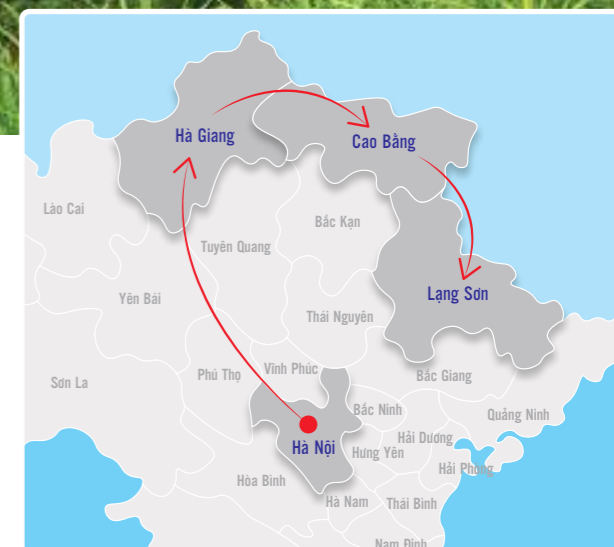 Hà Giang
Cao Bằng
Lào Cai
Bắc Kạn
Tuyên Quang
Yên Bái
Lạng Sơn
Thái Nguyên
Phú Thọ
Vĩnh Phúc
Sơn La
Bắc Giang
Bắc Ninh
Quảng Ninh
Hà Nội
Hưng Yên
Hải Dương
Hải Phòng
Hòa Bình
Hà Nam
Thái Bình
Nam Định